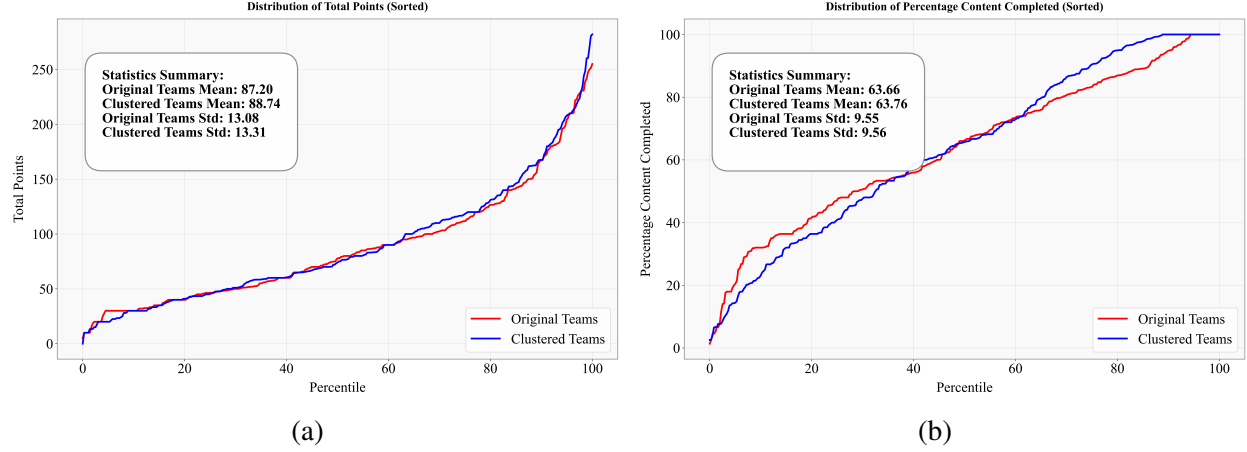 Distribution of Total Points (Sorted)
Total Points
250
200
150
100
50
0
Statistics Summary:
Original Teams Mean: 87.20
Clustered Teams Mean: 88.74
Original Teams Std: 13.08
Clustered Teams Std: 13.31
Original Teams
Clustered Teams
0 20 40 60 80 100
Percentile
(a)
Distribution of Percentage Content Completed (Sorted)
Percentage Content Completed
100
80
60
40
20
0
Statistics Summary:
Original Teams Mean: 63.66
Clustered Teams Mean: 63.76
Original Teams Std: 9.55
Clustered Teams Std: 9.56
Original Teams
Clustered Teams
0 20 40 60 80 100
Percentile
(b)